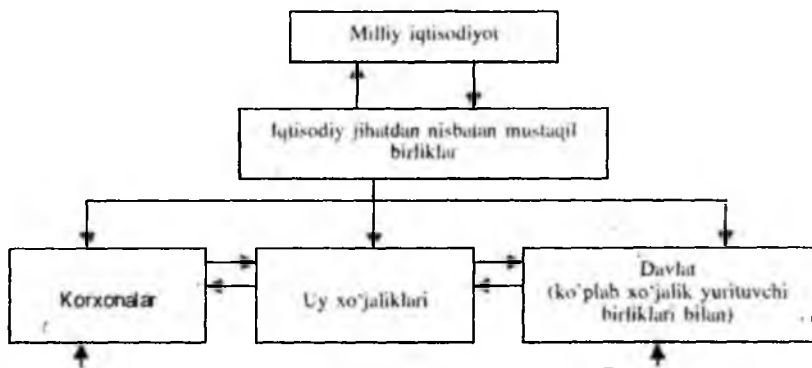 Milliy iqtisodiyot
Iqtisodiy jihatdan nisbatan mustaqil
birliklar
Korxonalar
Uy xo'jaliklari
Davlat
(ko'plab xo'jalik yurituvchi
birliklari bilan)